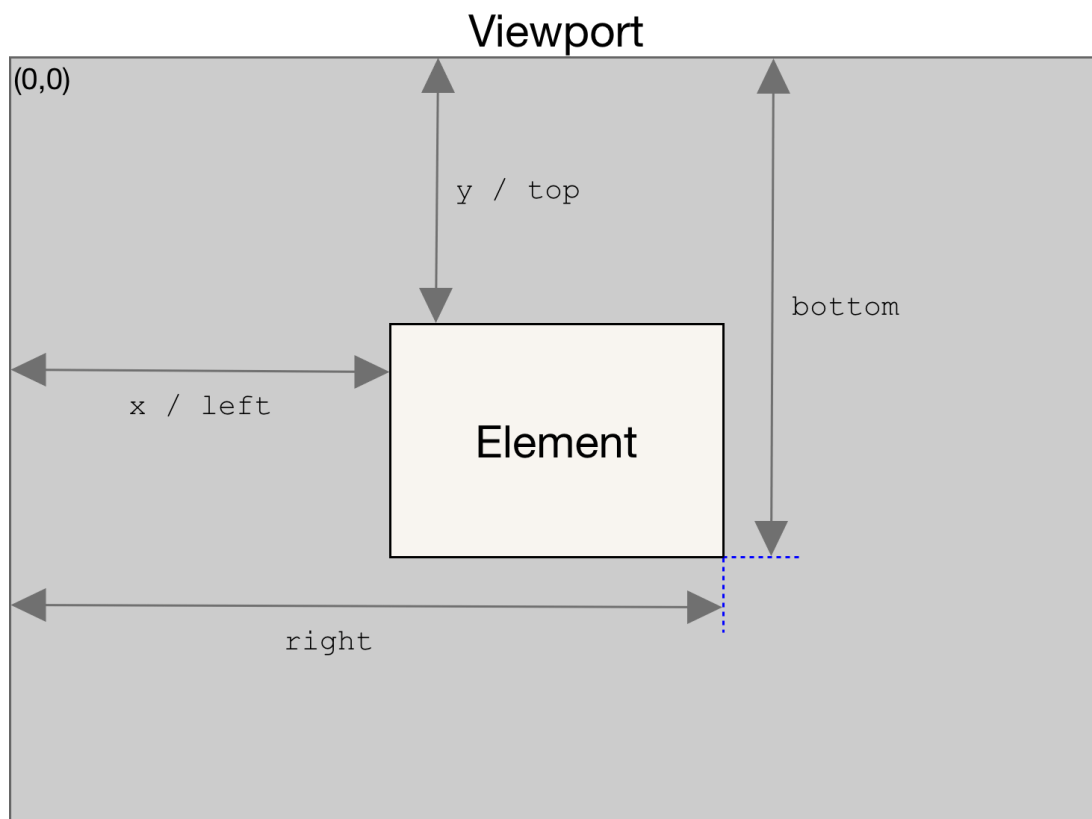 Viewport
(0,0)
y / top
bottom
x / left
Element
right